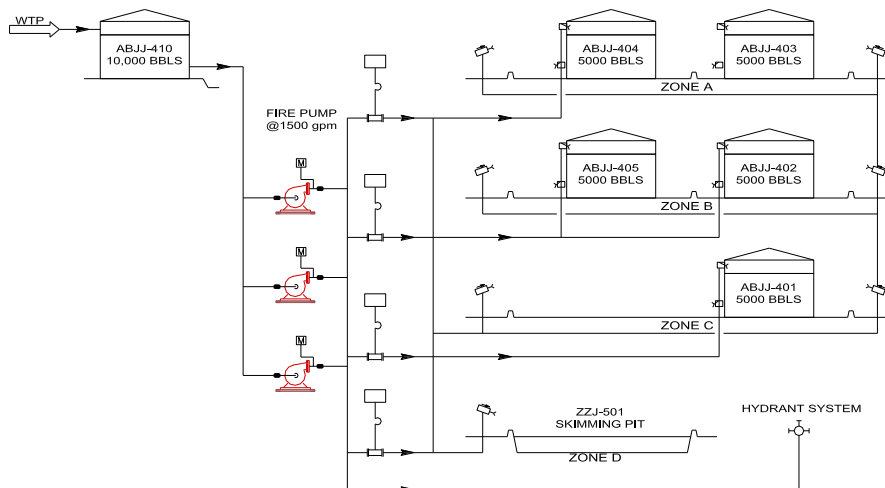 WTP
ABJJ-410
10,000 BBLS
ABJJ-404
5000 BBLS
ABJJ-403
5000 BBLS
ZONE A
FIRE PUMP
@1500 gpm
M
ABJJ-405
5000 BBLS
ABJJ-402
5000 BBLS
ZONE B
M
ABJJ-401
5000 BBLS
ZONE C
M
ZZJ-501
SKIMMING PIT
HYDRANT SYSTEM
ZONE D